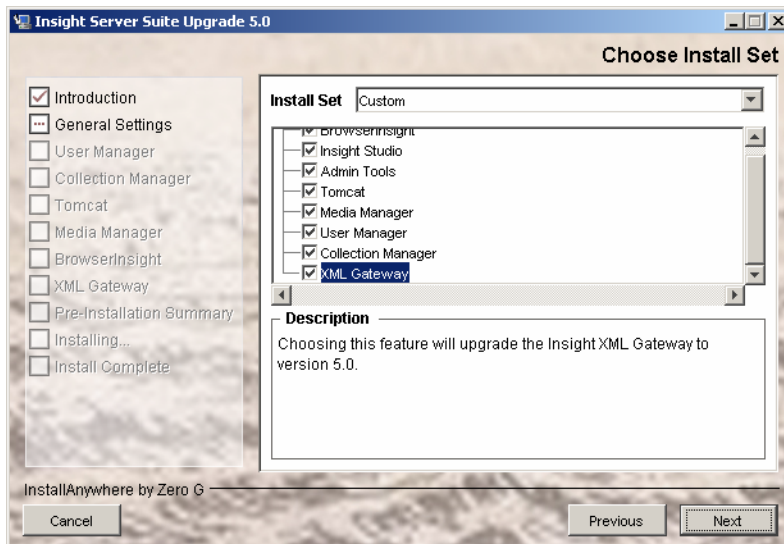 Insight Server Suite Upgrade 5.0
Choose Install Set
Introduction
General Settings
User Manager
Collection Manager
Tomcat
Media Manager
BrowserInsight
XML Gateway
Pre-Installation Summary
Installing...
Install Complete
Install Set Custom
BrowserInsight
Insight Studio
Admin Tools
Tomcat
Media Manager
User Manager
Collection Manager
XML Gateway
Description
Choosing this feature will upgrade the Insight XML Gateway to
version 5.0.
InstallAnywhere by Zero G
Cancel Previous Next